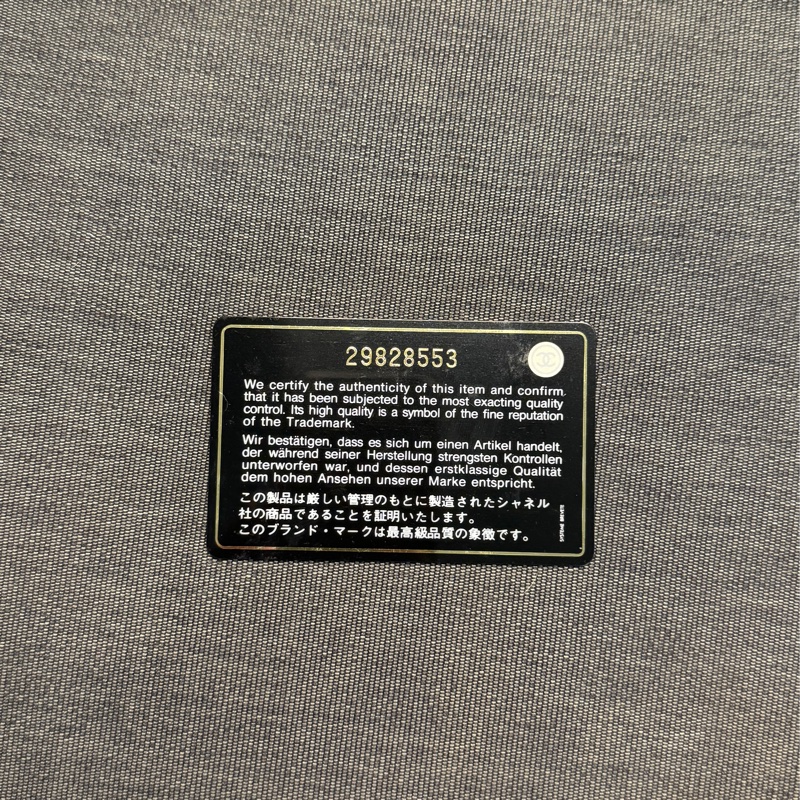 29828553
We certify the authenticity of this item and confirm
that it has been subjected to the most exacting quality
control. Its high quality is a symbol of the fine reputation
of the Trademark.
Wir bestätigen, dass es sich um einen Artikel handelt,
der während seiner Herstellung strengsten Kontrollen
unterworfen war, und dessen erstklassige Qualität
dem hohen Ansehen unserer Marke entspricht.
この製品は厳しい管理のもとに製造されたシャネル
社の商品であることを証明いたします。
このブランド・マークは最高級品質の象徴です。